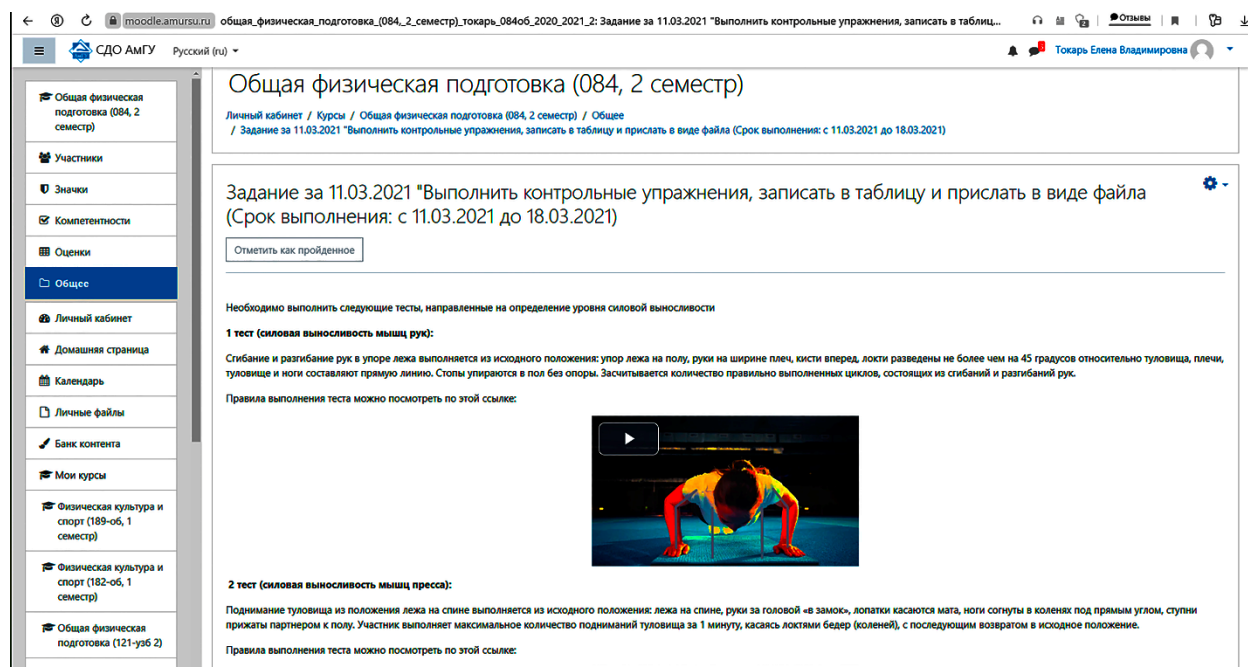 moodle.amursu.ru общая_физическая_подготовка_(084,_2_семестр)_токарь_084об_2020_2021_2: Задание за 11.03.2021 "Выполнить контрольные упражнения, записать в таблиц... Отзывы
СДО АмГУ Русский (ru) Токарь Елена Владимировна
Общая физическая
подготовка (084, 2
семестр)
Участники
Значки
Компетентности
Оценки
Общее
Личный кабинет
Домашняя страница
Календарь
Личные файлы
Банк контента
Мои курсы
Физическая культура и
спорт (189-об, 1
семестр)
Физическая культура и
спорт (182-об, 1
семестр)
Общая физическая
подготовка (121-узб 2)
Общая физическая подготовка (084, 2 семестр)
Личный кабинет / Курсы / Общая физическая подготовка (084, 2 семестр) / Общее
/ Задание за 11.03.2021 "Выполнить контрольные упражнения, записать в таблицу и прислать в виде файла (Срок выполнения: с 11.03.2021 до 18.03.2021)
Задание за 11.03.2021 "Выполнить контрольные упражнения, записать в таблицу и прислать в виде файла
(Срок выполнения: с 11.03.2021 до 18.03.2021)
Отметить как пройденное
Необходимо выполнить следующие тесты, направленные на определение уровня силовой выносливости
1 тест (силовая выносливость мышц рук):
Сгибание и разгибание рук в упоре лежа выполняется из исходного положения: упор лежа на полу, руки на ширине плеч, кисти вперед, локти разведены не более чем на 45 градусов относительно туловища, плечи,
туловище и ноги составляют прямую линию. Стопы упираются в пол без опоры. Засчитывается количество правильно выполненных циклов, состоящих из сгибаний и разгибаний рук.
Правила выполнения теста можно посмотреть по этой ссылке:
2 тест (силовая выносливость мышц пресса):
Поднимание туловища из положения лежа на спине выполняется из исходного положения: лежа на спине, руки за головой «в замок», лопатки касаются мата, ноги согнуты в коленях под прямым углом, ступни
прижаты партнером к полу. Участник выполняет максимальное количество подниманий туловища за 1 минуту, касаясь локтями бедер (коленей), с последующим возвратом в исходное положение.
Правила выполнения теста можно посмотреть по этой ссылке: